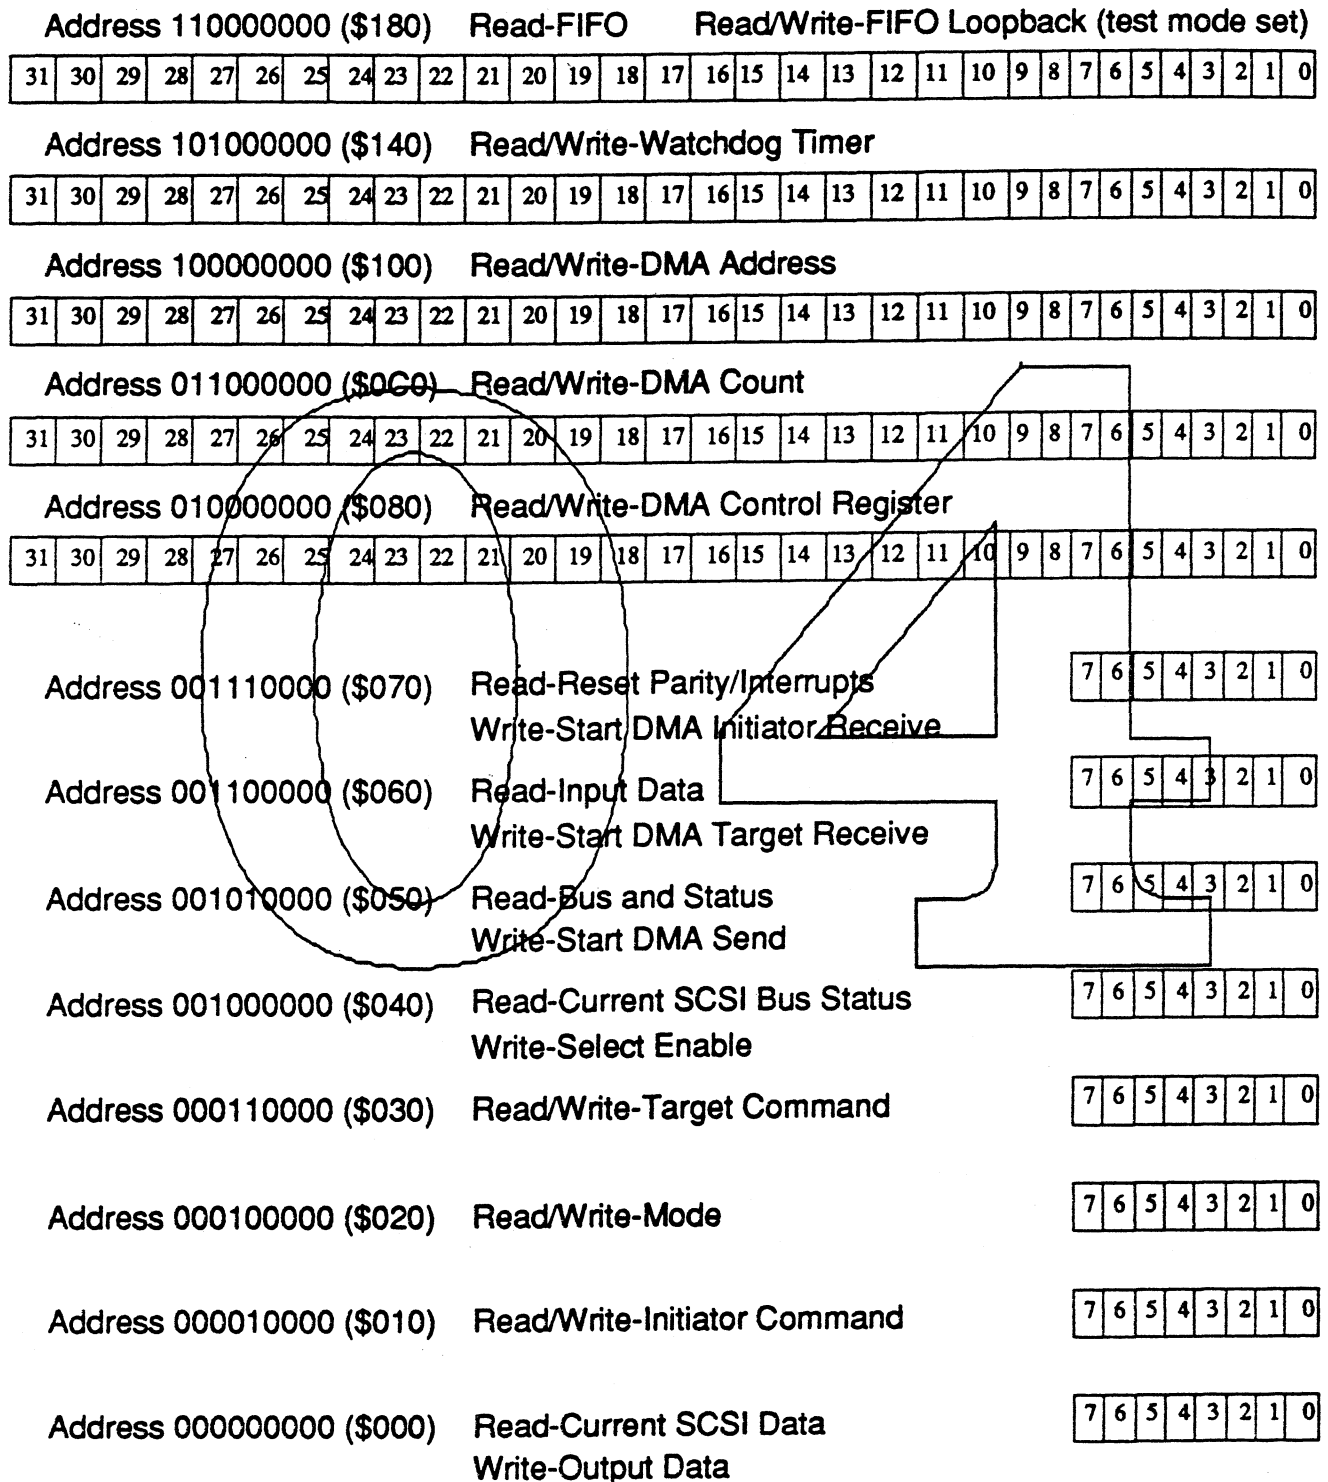 Address 110000000 ($180) Read-FIFO Read/Write-FIFO Loopback (test mode set)
31 30 29 28 27 26 25 24 23 22 21 20 19 18 17 16 15 14 13 12 11 10 9 8 7 6 5 4 3 2 1 0
Address 101000000 ($140) Read/Write-Watchdog Timer
31 30 29 28 27 26 25 24 23 22 21 20 19 18 17 16 15 14 13 12 11 10 9 8 7 6 5 4 3 2 1 0
Address 100000000 ($100) Read/Write-DMA Address
31 30 29 28 27 26 25 24 23 22 21 20 19 18 17 16 15 14 13 12 11 10 9 8 7 6 5 4 3 2 1 0
Address 011000000 ($0C0) Read/Write-DMA Count
31 30 29 28 27 26 25 24 23 22 21 20 19 18 17 16 15 14 13 12 11 10 9 8 7 6 5 4 3 2 1 0
Address 010000000 ($080) Read/Write-DMA Control Register
31 30 29 28 27 26 25 24 23 22 21 20 19 18 17 16 15 14 13 12 11 10 9 8 7 6 5 4 3 2 1 0
04
Address 001110000 ($070) Read-Reset Parity/Interrupts 7 6 5 4 3 2 1 0
Write-Start DMA Initiator Receive
Address 001100000 ($060) Read-Input Data 7 6 5 4 3 2 1 0
Write-Start DMA Target Receive
Address 001010000 ($050) Read-Bus and Status 7 6 5 4 3 2 1 0
Write-Start DMA Send
Address 001000000 ($040) Read-Current SCSI Bus Status 7 6 5 4 3 2 1 0
Write-Select Enable
Address 000110000 ($030) Read/Write-Target Command 7 6 5 4 3 2 1 0
Address 000100000 ($020) Read/Write-Mode 7 6 5 4 3 2 1 0
Address 000010000 ($010) Read/Write-Initiator Command 7 6 5 4 3 2 1 0
Address 000000000 ($000) Read-Current SCSI Data 7 6 5 4 3 2 1 0
Write-Output Data